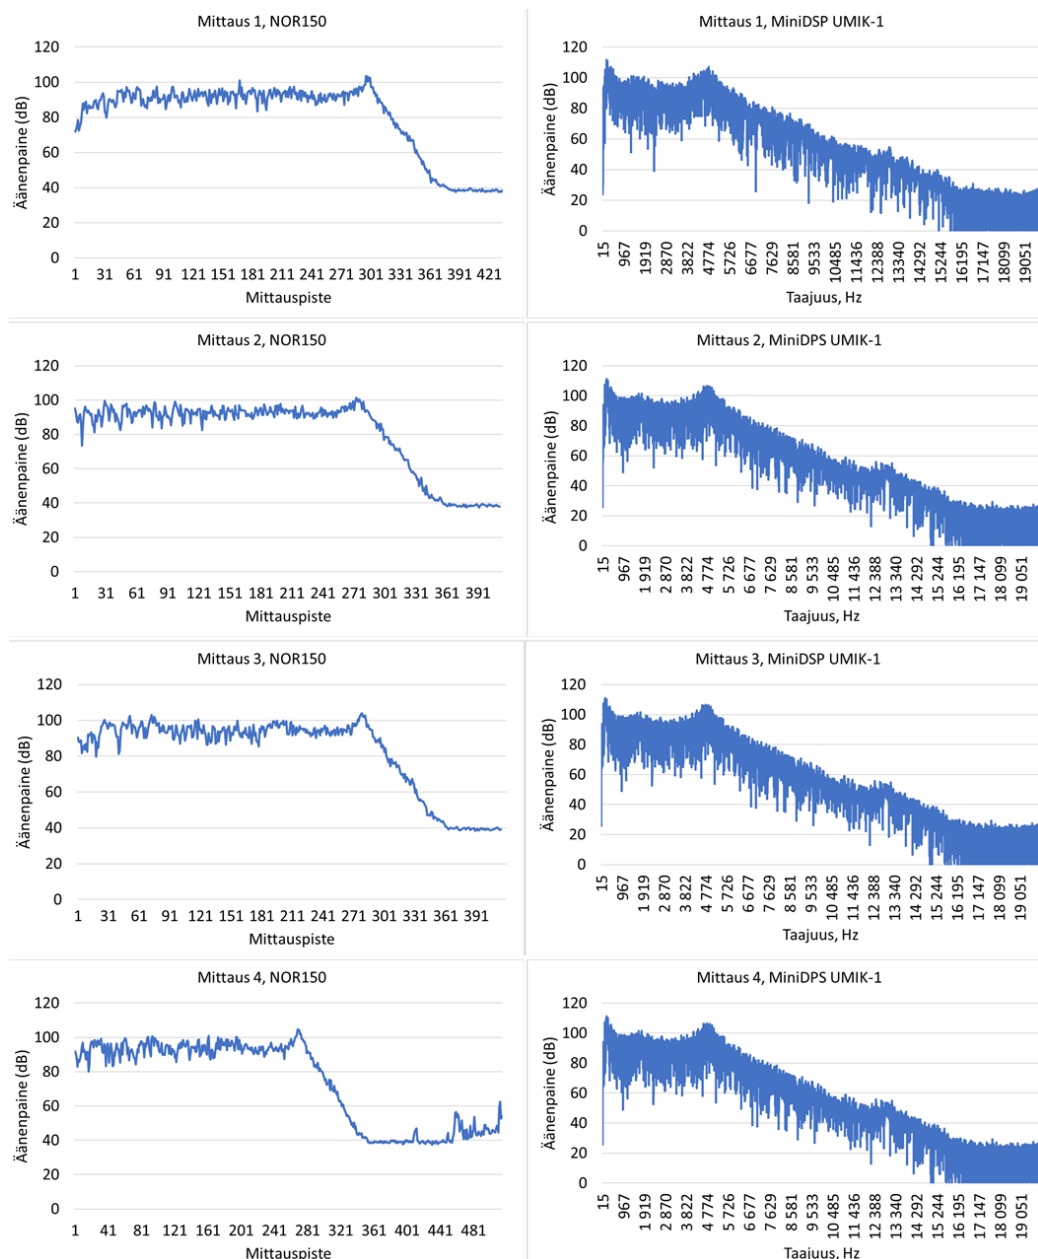 Mittaus 1, NOR150
Äänenpaine (dB)
120
100
80
60
40
20
0
1 31 61 91 121 151 181 211 241 271 301 331 361 391 421
Mittauspiste
Mittaus 1, MiniDSP UMIK-1
Äänenpaine (dB)
120
100
80
60
40
20
0
15 967 1919 2870 3822 4774 5726 6677 7629 8581 9533 10485 11436 12388 13340 14292 15244 16195 17147 18099 19051
Taajuus, Hz
Mittaus 2, NOR150
Äänenpaine (dB)
120
100
80
60
40
20
0
1 31 61 91 121 151 181 211 241 271 301 331 361 391
Mittauspiste
Mittaus 2, MiniDPS UMIK-1
Äänenpaine (dB)
120
100
80
60
40
20
0
15 967 1 919 2 870 3 822 4 774 5 726 6 677 7 629 8 581 9 533 10 485 11 436 12 388 13 340 14 292 15 244 16 195 17 147 18 099 19 051
Taajuus, Hz
Mittaus 3, NOR150
Äänenpaine (dB)
120
100
80
60
40
20
0
1 31 61 91 121 151 181 211 241 271 301 331 361 391
Mittauspiste
Mittaus 3, MiniDSP UMIK-1
Äänenpaine (dB)
120
100
80
60
40
20
0
15 967 1 919 2 870 3 822 4 774 5 726 6 677 7 629 8 581 9 533 10 485 11 436 12 388 13 340 14 292 15 244 16 195 17 147 18 099 19 051
Taajuus, Hz
Mittaus 4, NOR150
Äänenpaine (dB)
120
100
80
60
40
20
0
1 41 81 121 161 201 241 281 321 361 401 441 481
Mittauspiste
Mittaus 4, MiniDPS UMIK-1
Äänenpaine (dB)
120
100
80
60
40
20
0
15 967 1 919 2 870 3 822 4 774 5 726 6 677 7 629 8 581 9 533 10 485 11 436 12 388 13 340 14 292 15 244 16 195 17 147 18 099 19 051
Taajuus, Hz